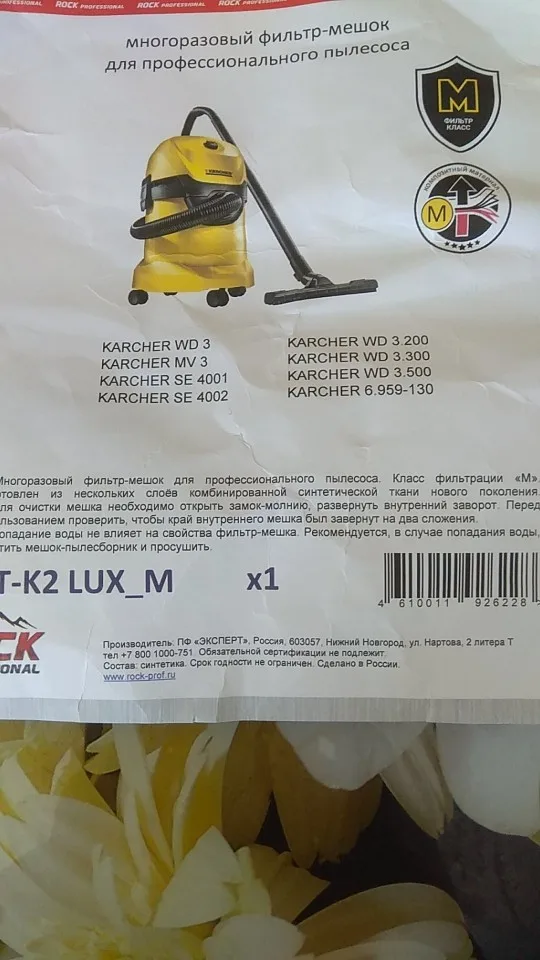 ROCK PROFESSIONAL ROCK PROFESSIONAL ROCK PROFESSIONAL
многоразовый фильтр-мешок
для профессионального пылесоса
М
ФИЛЬТР
КЛАСС
КОМПОЗИТНЫЙ МАТЕРИАЛ
М
KARCHER
KARCHER WD 3
KARCHER MV 3
KARCHER SE 4001
KARCHER SE 4002
KARCHER WD 3.200
KARCHER WD 3.300
KARCHER WD 3.500
KARCHER 6.959-130
Многоразовый фильтр-мешок для профессионального пылесоса. Класс фильтрации «М».
отовлен из нескольких слоёв комбинированной синтетической ткани нового поколения.
ля очистки мешка необходимо открыть замок-молнию, развернуть внутренний заворот. Перед
льзованием проверить, чтобы край внутреннего мешка был завернут на два сложения.
опадание воды не влияет на свойства фильтр-мешка. Рекомендуется, в случае попадания воды,
тить мешок-пылесборник и просушить.
T-K2 LUX_M x1
4 610011 926228
CK
IONAL
Производитель: ПФ «ЭКСПЕРТ», Россия, 603057, Нижний Новгород, ул. Нартова, 2 литера Т
тел +7 800 1000-751. Обязательной сертификации не подлежит.
Состав: синтетика. Срок годности не ограничен. Сделано в России.
www.rock-prof.ru